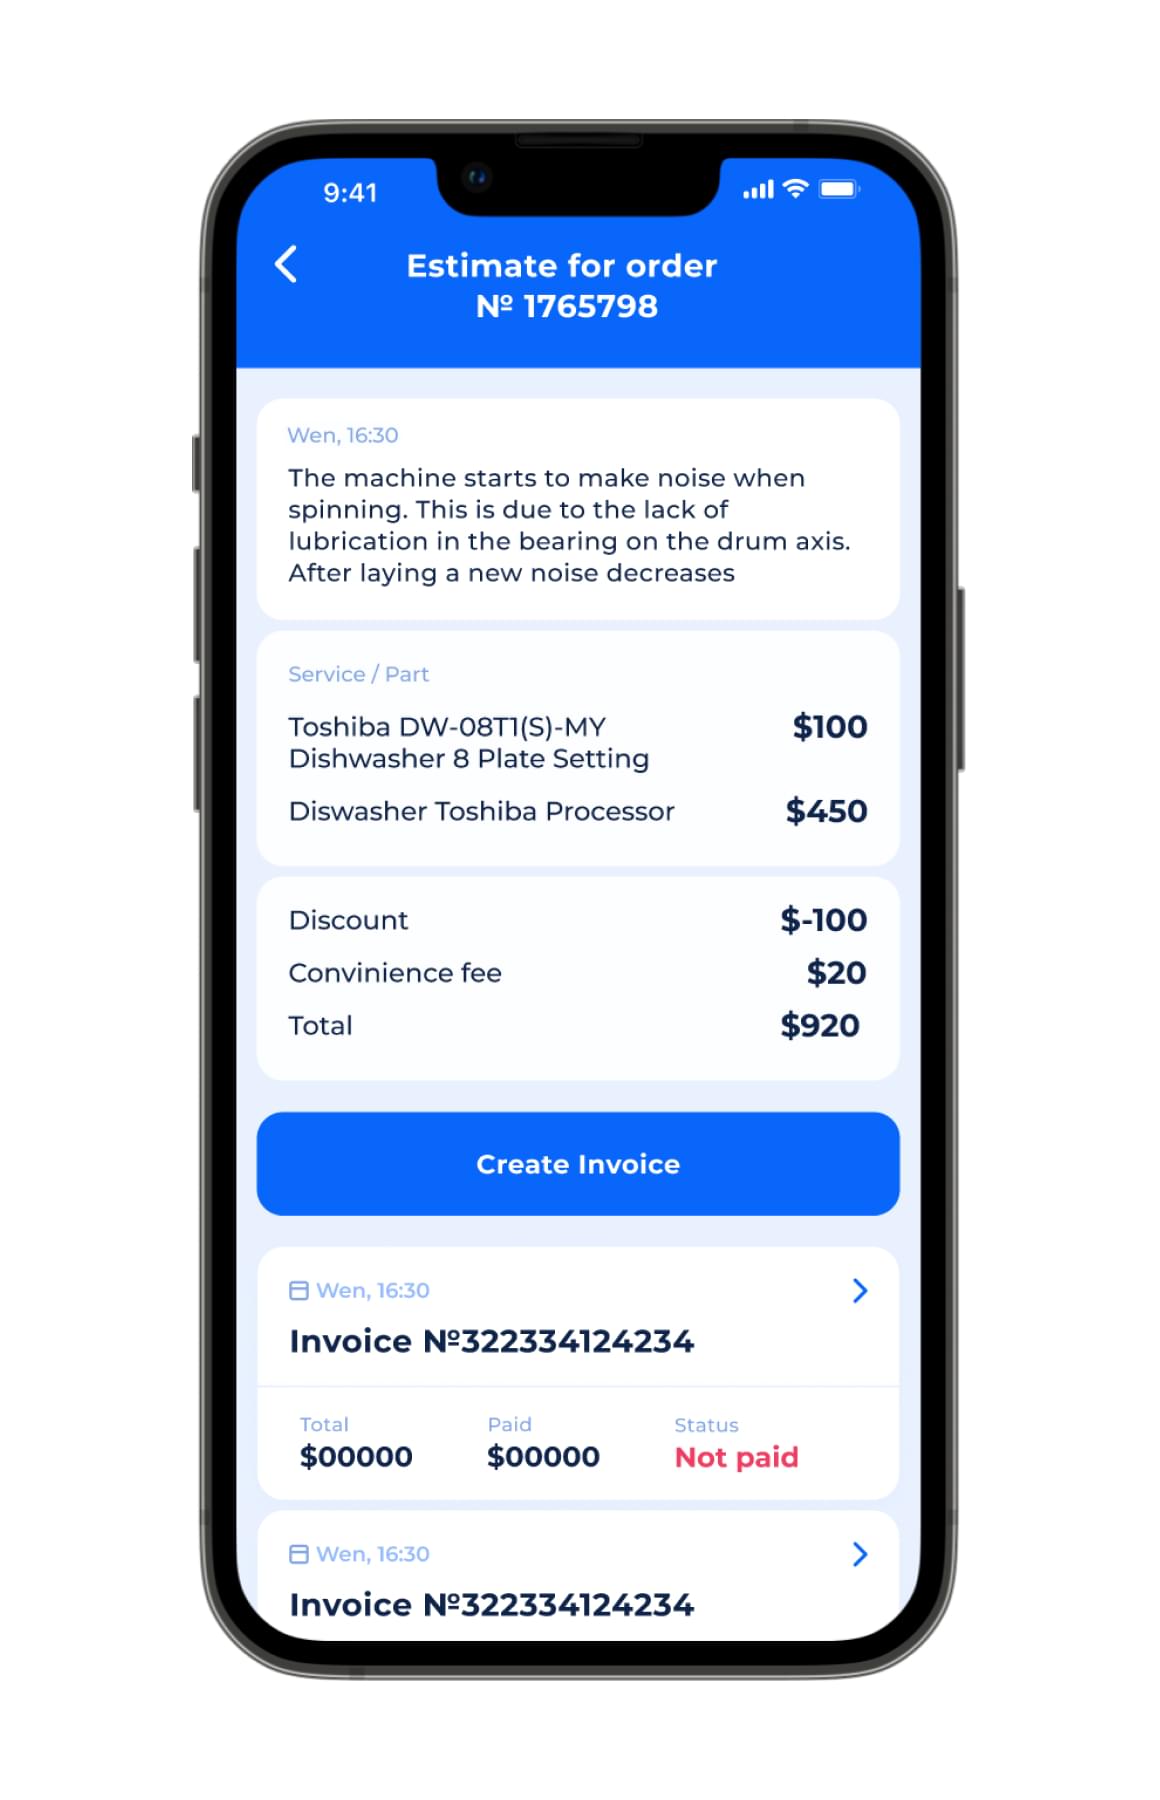 9:41
Estimate for order
№ 1765798
Wen, 16:30
The machine starts to make noise when
spinning. This is due to the lack of
lubrication in the bearing on the drum axis.
After laying a new noise decreases
Service / Part
Toshiba DW-08T1(S)-MY $100
Dishwasher 8 Plate Setting
Diswasher Toshiba Processor $450
Discount $-100
Convinience fee $20
Total $920
Create Invoice
Wen, 16:30
Invoice №322334124234
Total Paid Status
$00000 $00000 Not paid
Wen, 16:30
Invoice №322334124234